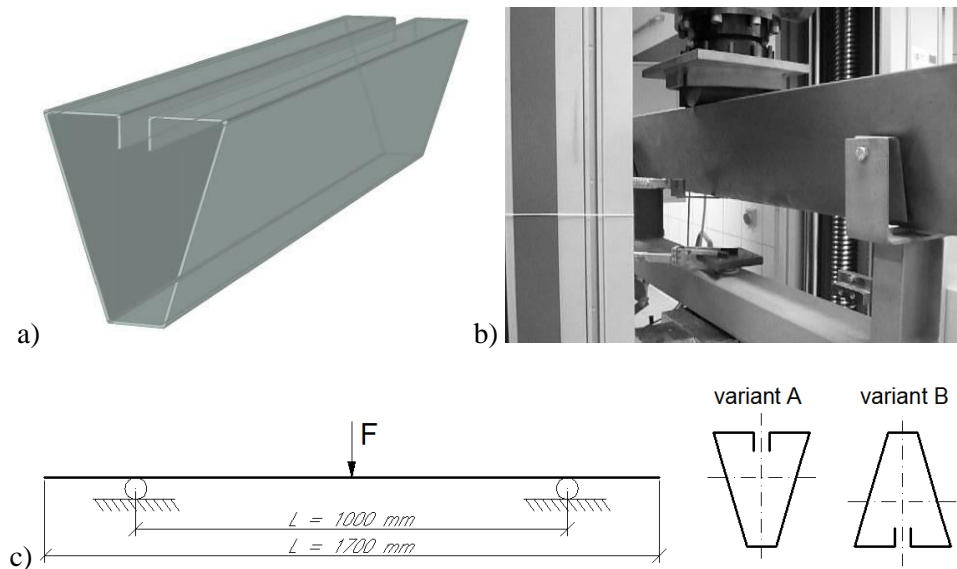 a)
b)
variant A
variant B
F
L = 1000 mm
L = 1700 mm
c)